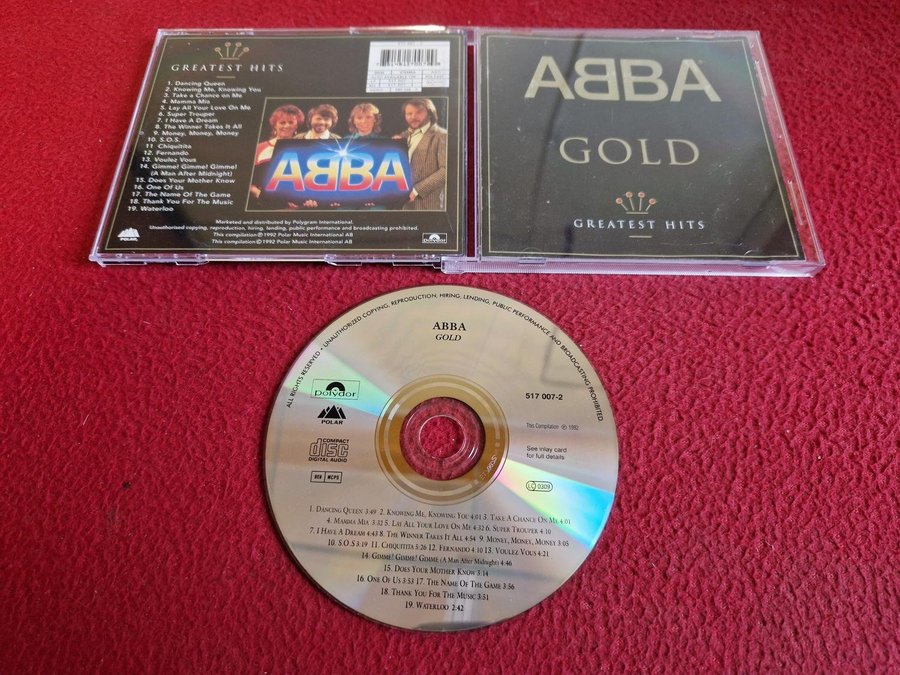 GREATEST HITS
1. Dancing Queen
2. Knowing Me, Knowing You
3. Take a Chance on Me
4. Mamma Mia
5. Lay All Your Love on Me
6. Super Trouper
7. I Have A Dream
8. The Winner Takes It All
9. Money, Money, Money
10. S.O.S.
11 Chiquitita
12. Fernando
13. Voulez Vous
14. Gimme! Gimme! Gimme!
(A Man After Midnight)
15. Does Your Mother Know
16. One of Us
17. The Name Of The Game
18. Thank You For The Music
19. Waterloo
ABBA
Marketed and distributed by Polygram International.
Unauthorised copying, reproduction, hiring, lending, public performance and broadcasting prohibited.
This compilation ℗ 1992 Polar Music International AB
This compilation © 1992 Polar Music International AB
POLAR
polydor
ABBA
GOLD
GREATEST HITS
ALL RIGHTS RESERVED • UNAUTHORIZED COPYING, REPRODUCTION, HIRING, LENDING, PUBLIC PERFORMANCE AND BROADCASTING PROHIBITED.
ABBA
GOLD
polydor
POLAR
COMPACT
disc
DIGITAL AUDIO
BIEM MCPS
517 007-2
This Compilation ℗ 1992
See inlay card
for full details
LC 0309
1. DANCING QUEEN 3:49 2. KNOWING ME, KNOWING YOU 4:01 3. TAKE A CHANCE ON ME 4:01
4. MAMMA MIA 3:32 5. LAY ALL YOUR LOVE ON ME 4:32 6. SUPER TROUPER 4:10
7. I HAVE A DREAM 4:43 8. THE WINNER TAKES IT ALL 4:54 9. MONEY, MONEY, MONEY 3:05
10. S.O.S 3:19 11. CHIQUITITA 5:26 12. FERNANDO 4:10 13. VOULEZ VOUS 4:21
14. GIMME! GIMME! GIMME (A Man After Midnight) 4:46
15. DOES YOUR MOTHER KNOW 3:14
16. ONE OF US 3:53 17. THE NAME OF THE GAME 3:56
18. THANK YOU FOR THE MUSIC 3:51
19. WATERLOO 2:42